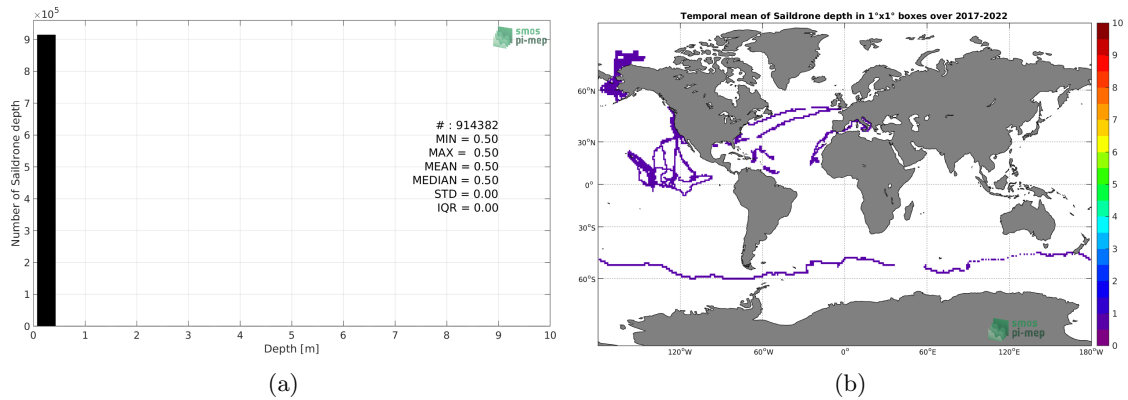 ×10⁵
9
8
7
6
5
4
3
2
1
0
Number of Saildrone depth
smos
pi-mep
# : 914382
MIN = 0.50
MAX = 0.50
MEAN = 0.50
MEDIAN = 0.50
STD = 0.00
IQR = 0.00
0 1 2 3 4 5 6 7 8 9 10
Depth [m]
(a)
Temporal mean of Saildrone depth in 1°x1° boxes over 2017-2022
60°N
30°N
0°
30°S
60°S
smos
pi-mep
120°W 60°W 0° 60°E 120°E 180°W
10
9
8
7
6
5
4
3
2
1
0
(b)